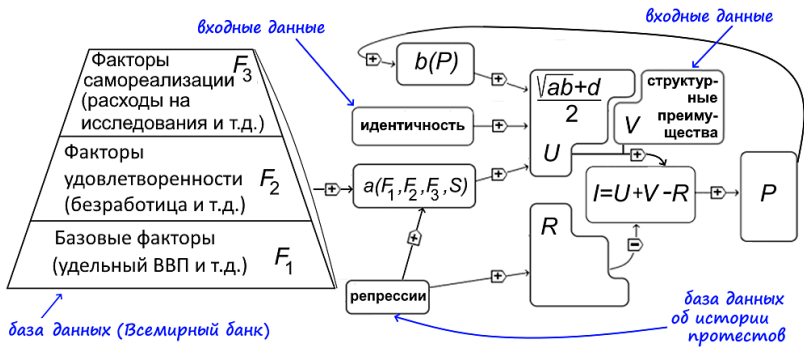 входные данные
входные данные
Факторы
самореализации
(расходы на
исследования и т.д.)
F₃
Факторы
удовлетворенности
(безработица и т.д.)
F₂
Базовые факторы
(удельный ВВП и т.д.)
F₁
база данных (Всемирный банк)
+
b(P)
+
идентичность
+
+
a(F₁,F₂,F₃,S)
+
+
репрессии
+
√ab+d
2
U
структур-
ные
преиму-
щества
V
+
I=U+V-R
+
P
R
−
база данных
об истории
протестов